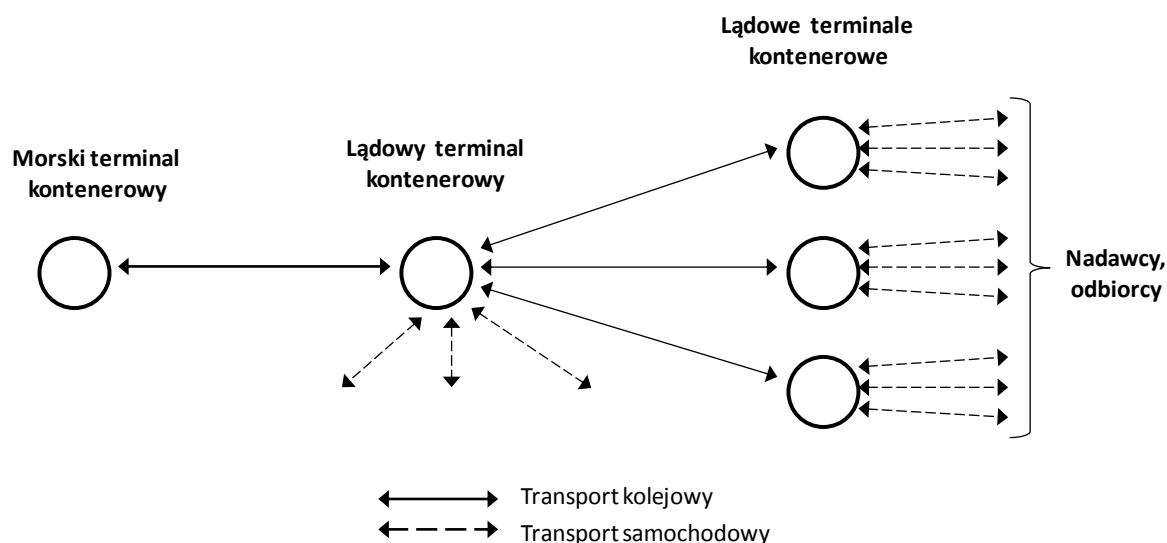 Lądowe terminale
kontenerowe
Morski terminal
kontenerowy
Lądowy terminal
kontenerowy
Nadawcy,
odbiorcy
Transport kolejowy
Transport samochodowy